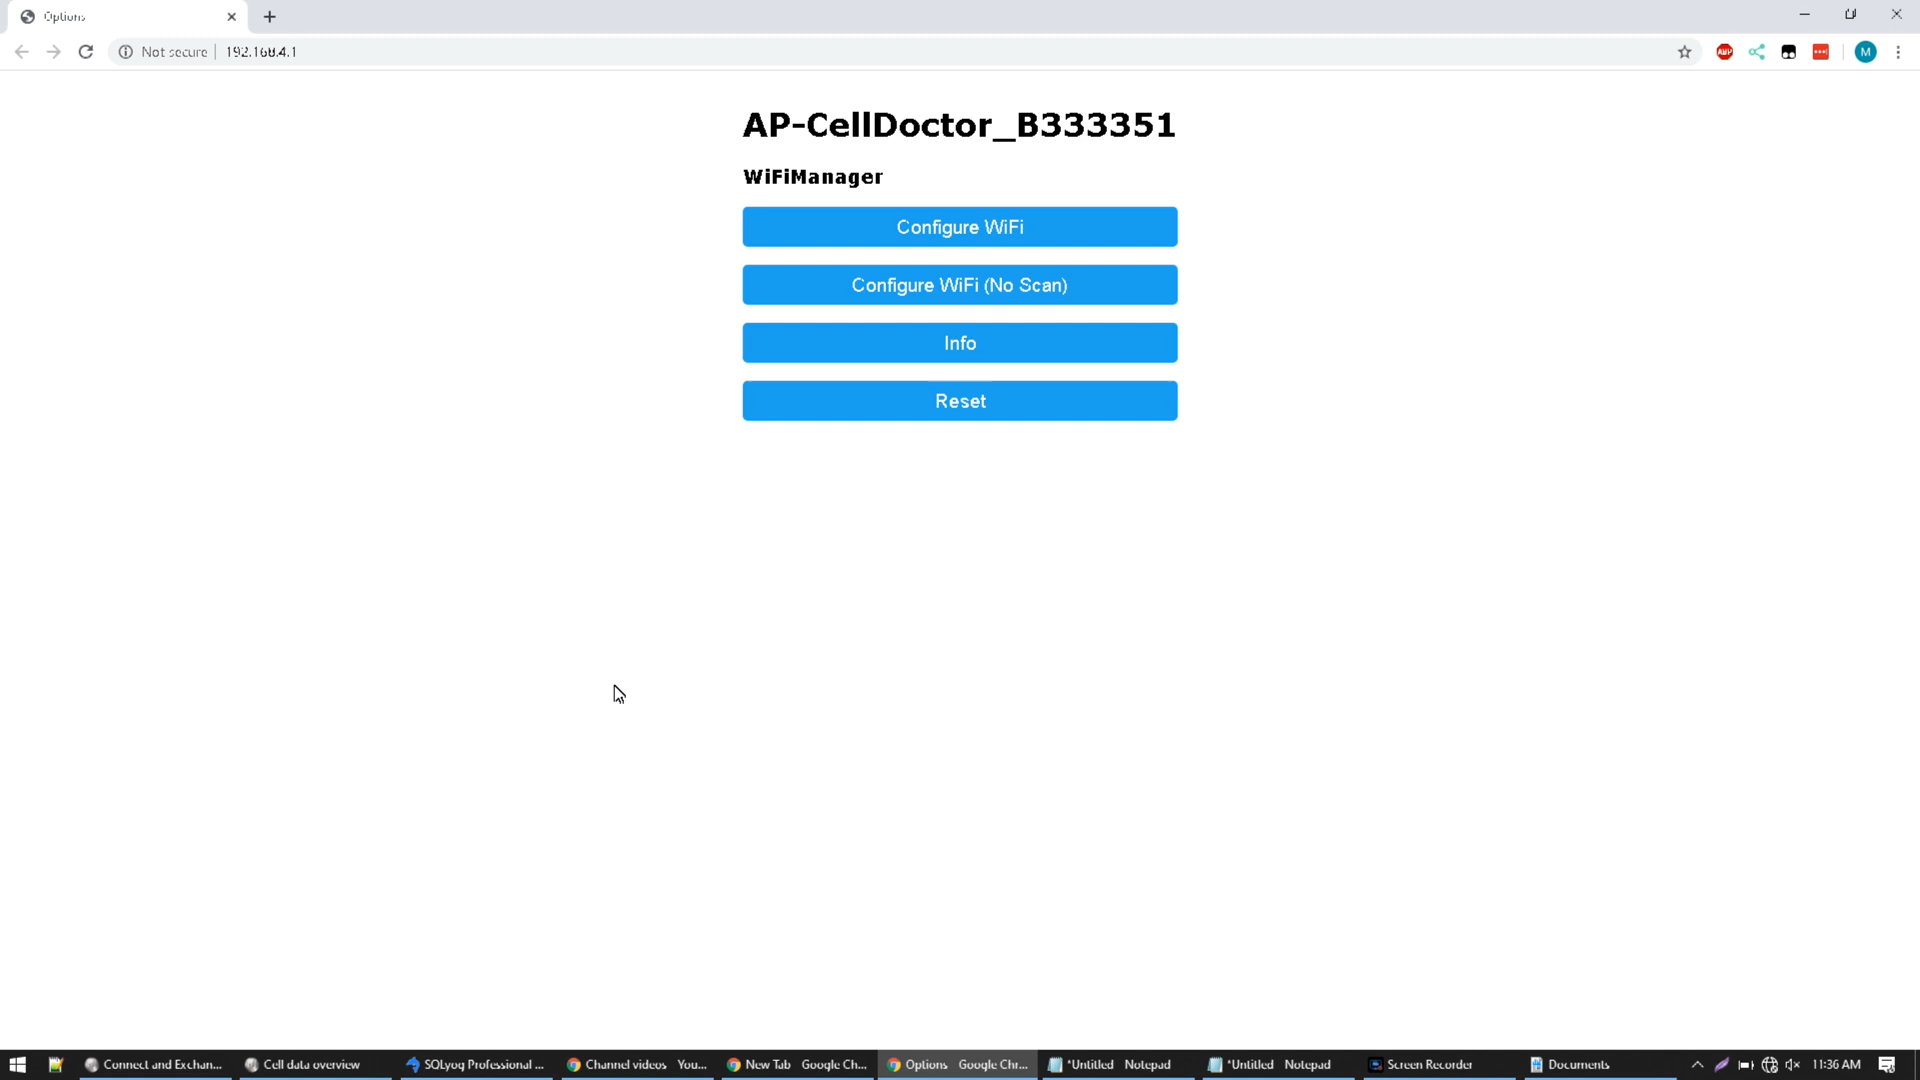 Options
Not secure
192.168.4.1
M
AP-CellDoctor_B333351
WiFiManager
Configure WiFi
Configure WiFi (No Scan)
Info
Reset
Connect and Exchan...
Cell data overview
SQLyog Professional ...
Channel videos You...
New Tab Google Ch...
Options Google Chr...
*Untitled Notepad
*Untitled Notepad
Screen Recorder
Documents
11:36 AM